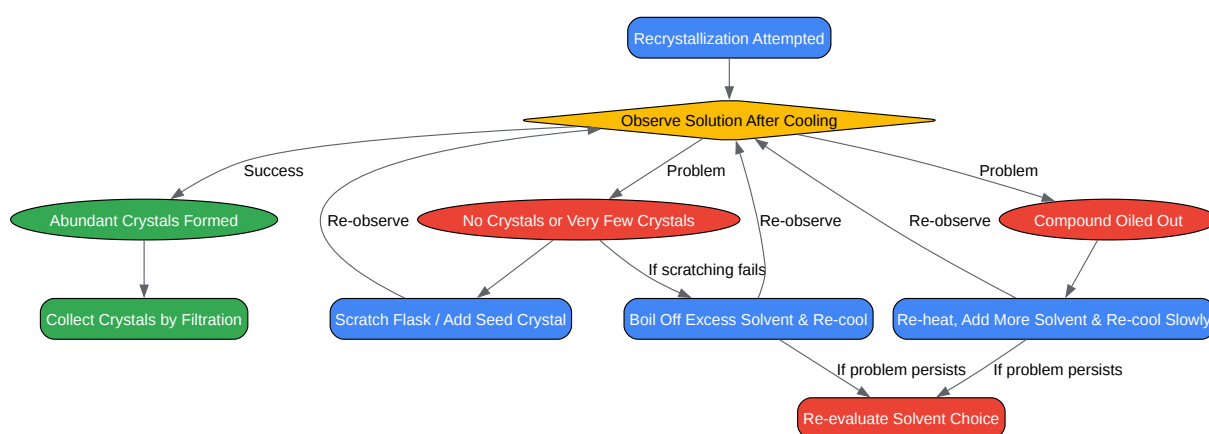 Recrystallization Attempted
Observe Solution After Cooling
Success
Problem
Problem
Abundant Crystals Formed
Re-observe
No Crystals or Very Few Crystals
Re-observe
Re-observe
Compound Oiled Out
If scratching fails
Collect Crystals by Filtration
Scratch Flask / Add Seed Crystal
Boil Off Excess Solvent & Re-cool
Re-heat, Add More Solvent & Re-cool Slowly
If problem persists
If problem persists
Re-evaluate Solvent Choice